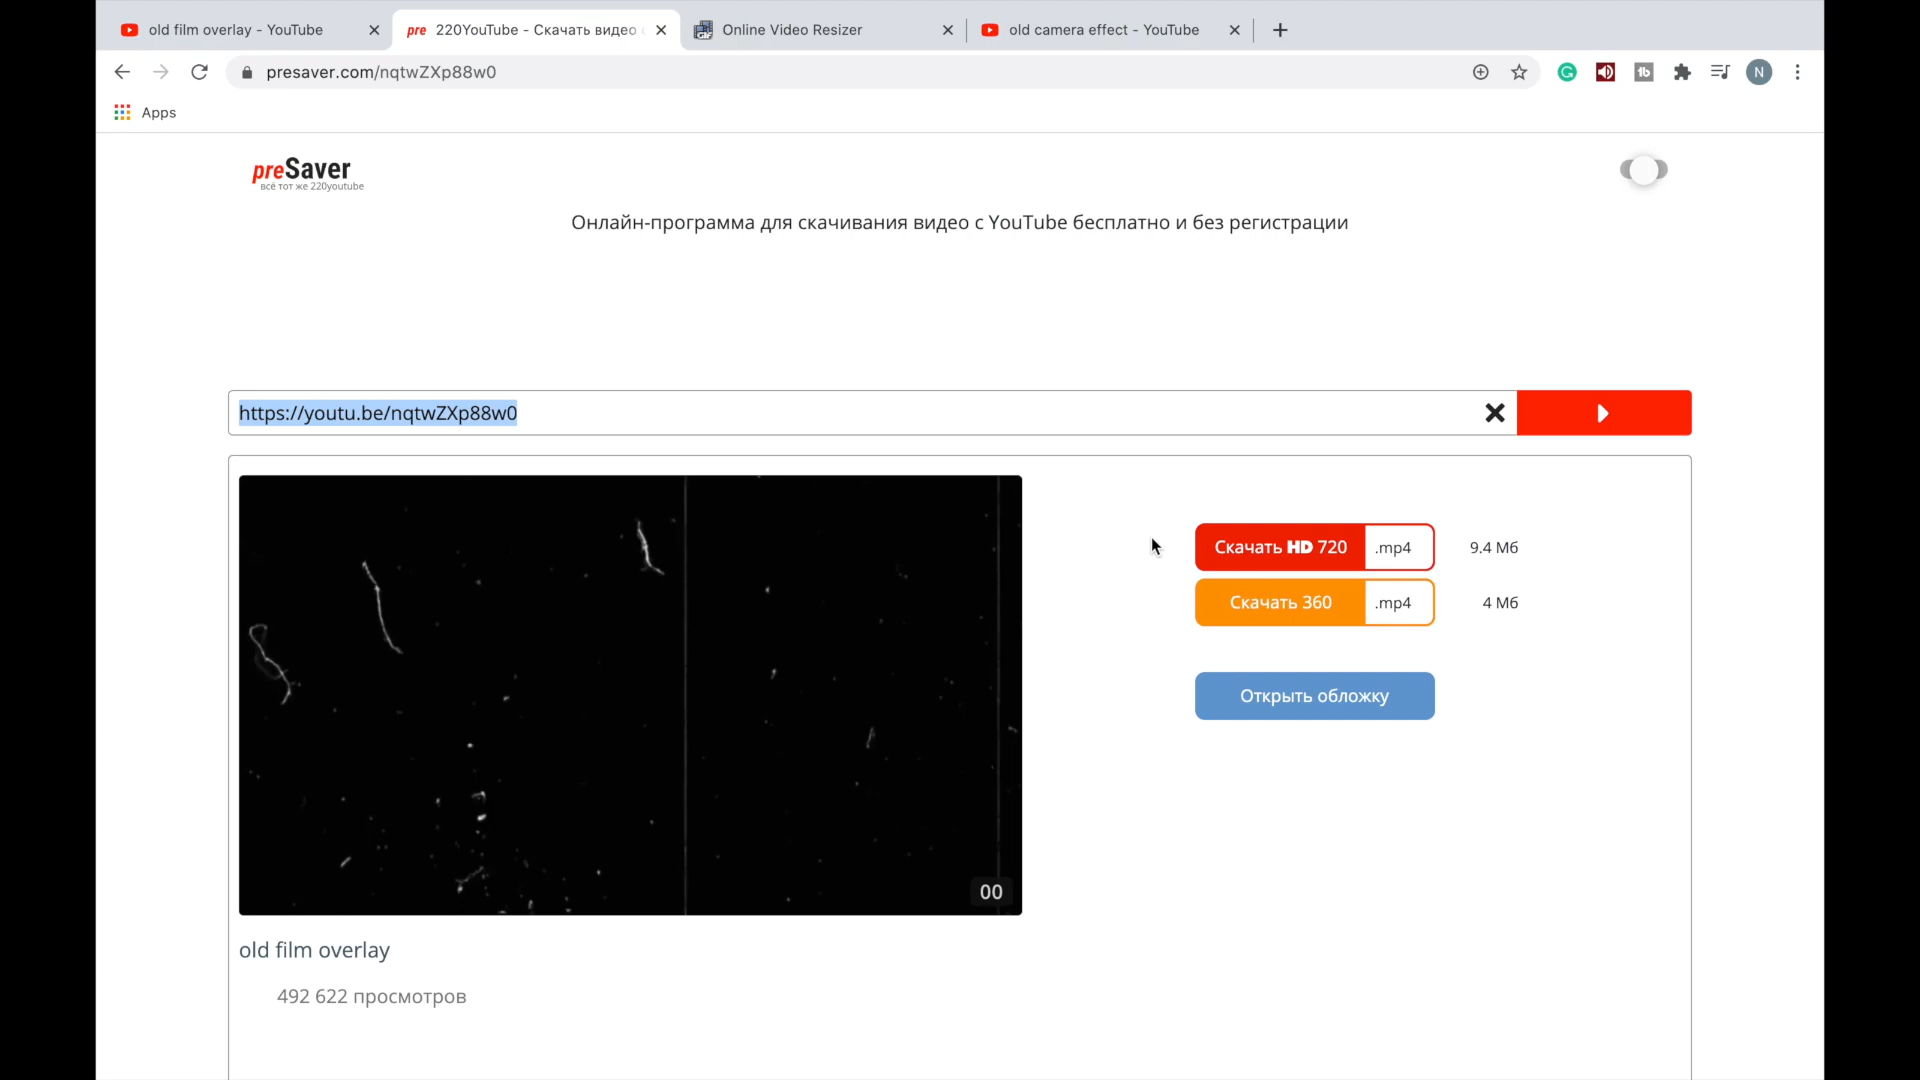 old film overlay - YouTube
pre 220YouTube - Скачать видео
Online Video Resizer
old camera effect - YouTube
presaver.com/nqtwZXp88w0
N
Apps
preSaver
всё тот же 220youtube
Онлайн-программа для скачивания видео с YouTube бесплатно и без регистрации
https://youtu.be/nqtwZXp88w0
Скачать HD 720 .mp4 9.4 Мб
Скачать 360 .mp4 4 Мб
Открыть обложку
00
old film overlay
492 622 просмотров